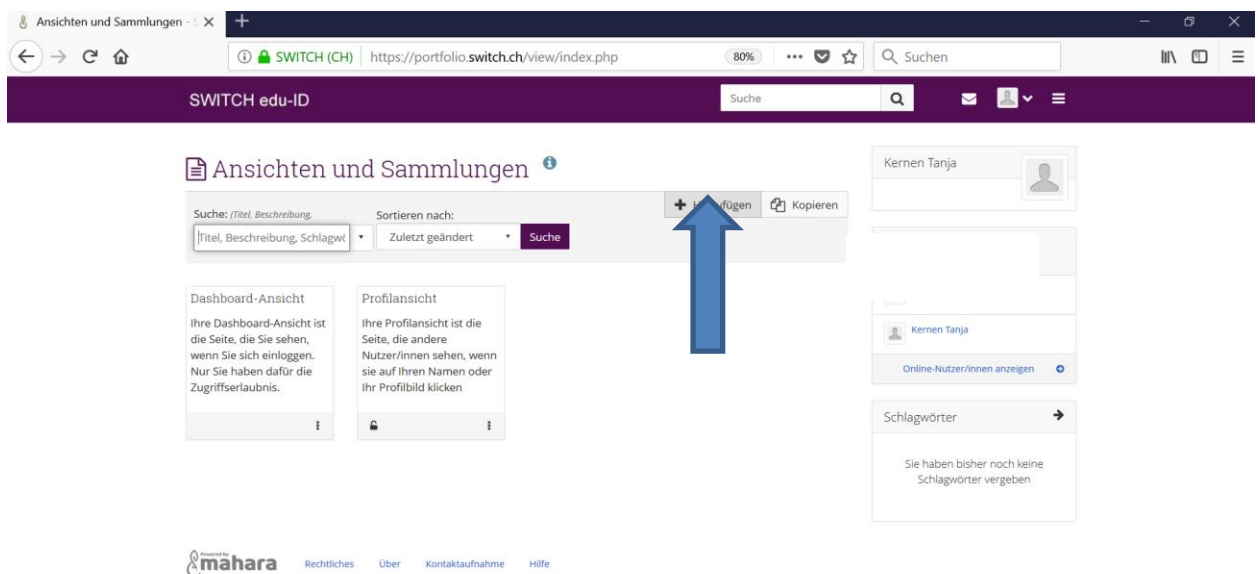 Ansichten und Sammlungen - S
SWITCH (CH) https://portfolio.switch.ch/view/index.php 80% Suchen
SWITCH edu-ID Suche
Ansichten und Sammlungen
Hinzufügen Kopieren
Suche: (Titel, Beschreibung, Sortieren nach:
Titel, Beschreibung, Schlagwö Zuletzt geändert Suche
Dashboard-Ansicht
Ihre Dashboard-Ansicht ist
die Seite, die Sie sehen,
wenn Sie sich einloggen.
Nur Sie haben dafür die
Zugriffserlaubnis.
Profilansicht
Ihre Profilansicht ist die
Seite, die andere
Nutzer/innen sehen, wenn
sie auf Ihren Namen oder
Ihr Profilbild klicken
Kernen Tanja
Kernen Tanja
Online-Nutzer/innen anzeigen
Schlagwörter
Sie haben bisher noch keine
Schlagwörter vergeben
Powered by
mahara Rechtliches Über Kontaktaufnahme Hilfe